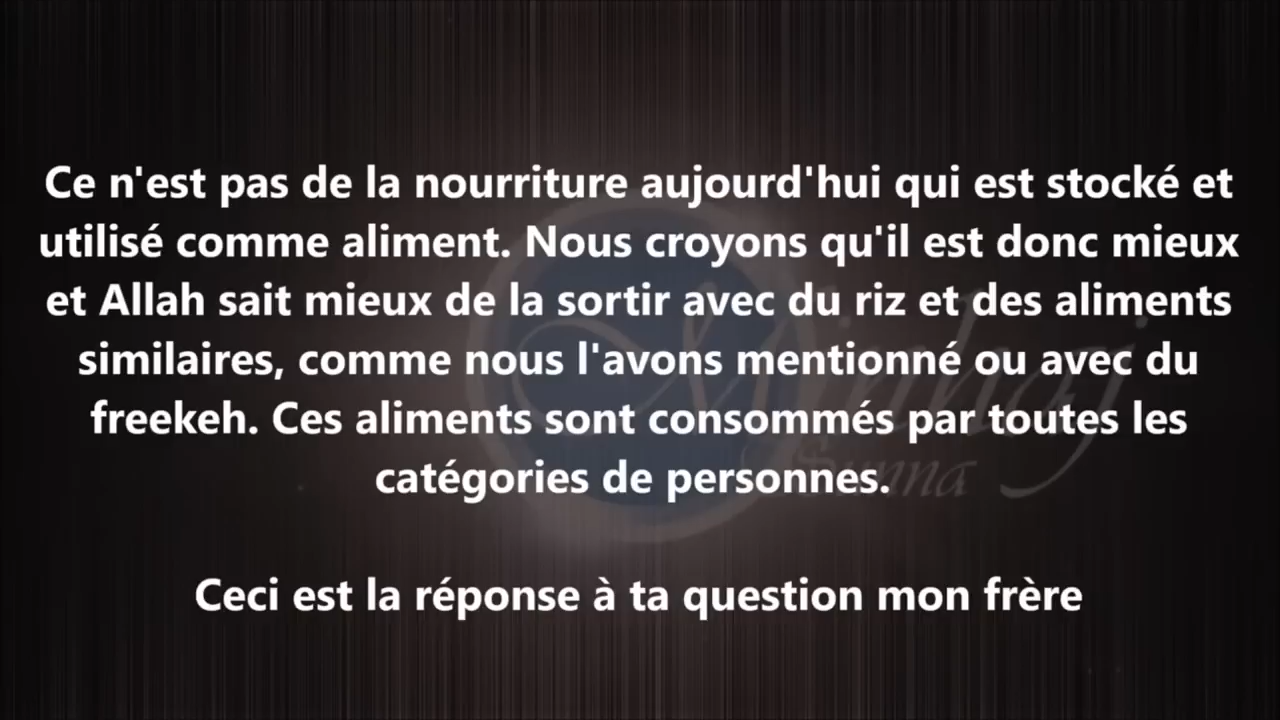 Ce n'est pas de la nourriture aujourd'hui qui est stocké et
utilisé comme aliment. Nous croyons qu'il est donc mieux
et Allah sait mieux de la sortir avec du riz et des aliments
similaires, comme nous l'avons mentionné ou avec du
freekeh. Ces aliments sont consommés par toutes les
catégories de personnes.
Ceci est la réponse à ta question mon frère
Minhaj
Sunna